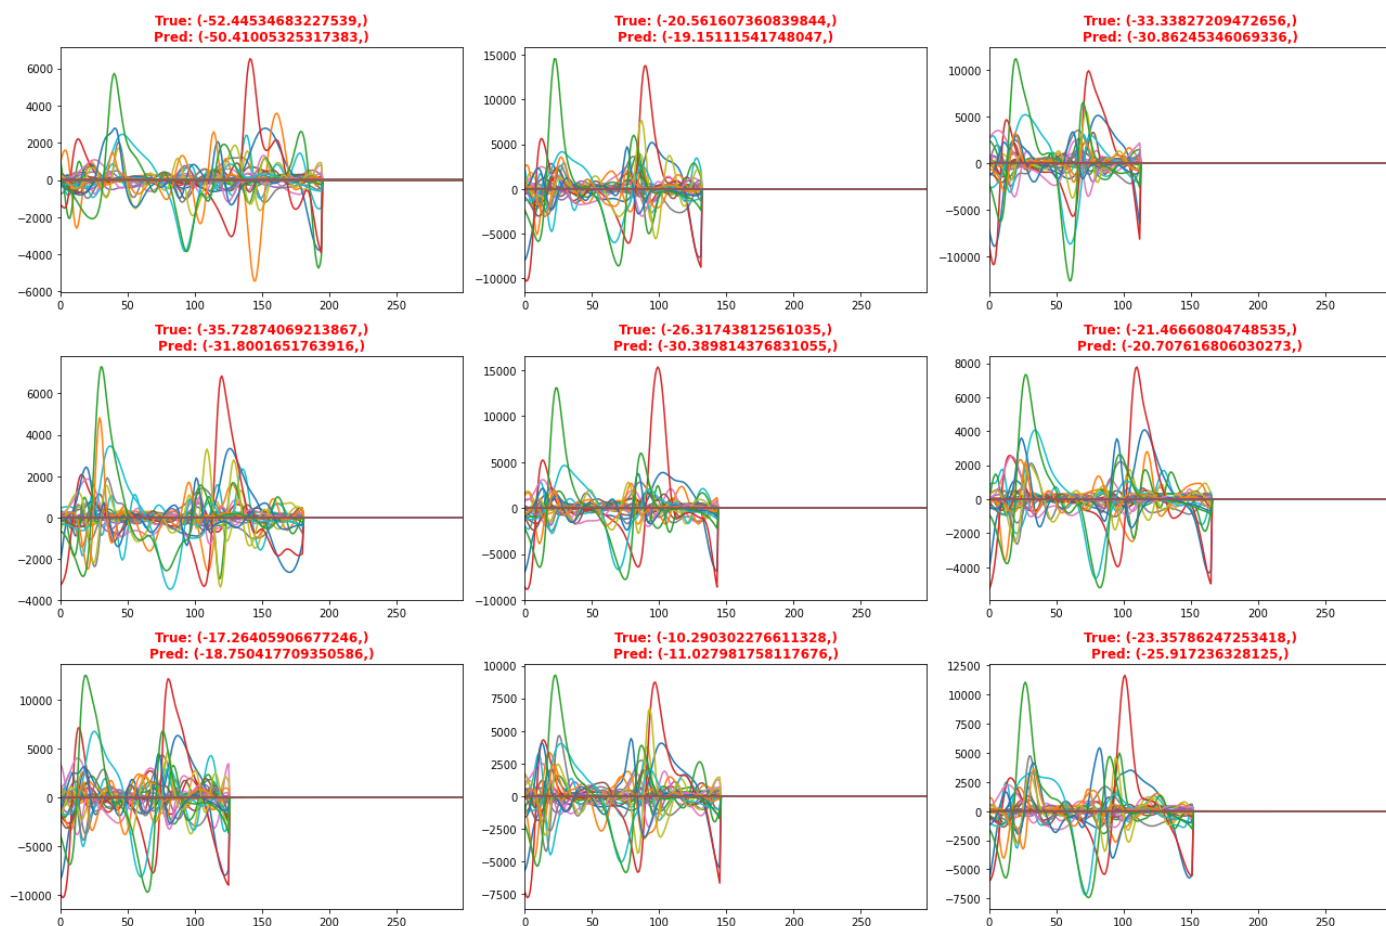 True: (-52.44534683227539,)
Pred: (-50.41005325317383,)
6000
4000
2000
0
−2000
−4000
−6000
0 50 100 150 200 250
True: (-20.561607360839844,)
Pred: (-19.15111541748047,)
15000
10000
5000
0
−5000
−10000
0 50 100 150 200 250
True: (-33.33827209472656,)
Pred: (-30.86245346069336,)
10000
5000
0
−5000
−10000
0 50 100 150 200 250
True: (-35.72874069213867,)
Pred: (-31.8001651763916,)
6000
4000
2000
0
−2000
−4000
0 50 100 150 200 250
True: (-26.31743812561035,)
Pred: (-30.389814376831055,)
15000
10000
5000
0
−5000
−10000
0 50 100 150 200 250
True: (-21.46660804748535,)
Pred: (-20.707616806030273,)
8000
6000
4000
2000
0
−2000
−4000
0 50 100 150 200 250
True: (-17.26405906677246,)
Pred: (-18.750417709350586,)
10000
5000
0
−5000
−10000
0 50 100 150 200 250
True: (-10.290302276611328,)
Pred: (-11.027981758117676,)
10000
7500
5000
2500
0
−2500
−5000
−7500
0 50 100 150 200 250
True: (-23.35786247253418,)
Pred: (-25.917236328125,)
12500
10000
7500
5000
2500
0
−2500
−5000
−7500
0 50 100 150 200 250